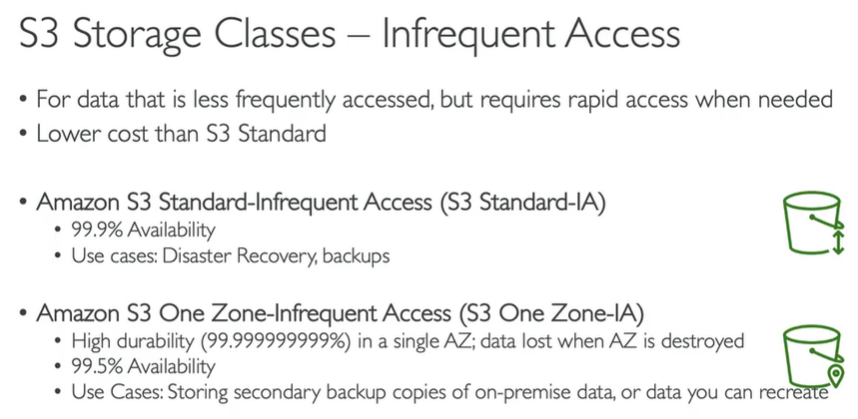 S3 Storage Classes – Infrequent Access
• For data that is less frequently accessed, but requires rapid access when needed
• Lower cost than S3 Standard
• Amazon S3 Standard-Infrequent Access (S3 Standard-IA)
• 99.9% Availability
• Use cases: Disaster Recovery, backups
• Amazon S3 One Zone-Infrequent Access (S3 One Zone-IA)
• High durability (99.999999999%) in a single AZ; data lost when AZ is destroyed
• 99.5% Availability
• Use Cases: Storing secondary backup copies of on-premise data, or data you can recreate